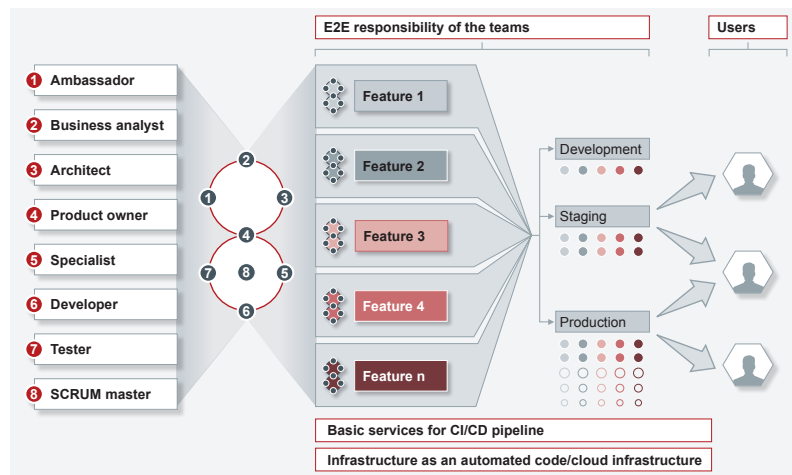 E2E responsibility of the teams
Users
1 Ambassador
2 Business analyst
3 Architect
4 Product owner
5 Specialist
6 Developer
7 Tester
8 SCRUM master
2
1
3
4
7
8
5
6
Feature 1
Feature 2
Feature 3
Feature 4
Feature n
Development
Staging
Production
Basic services for CI/CD pipeline
Infrastructure as an automated code/cloud infrastructure